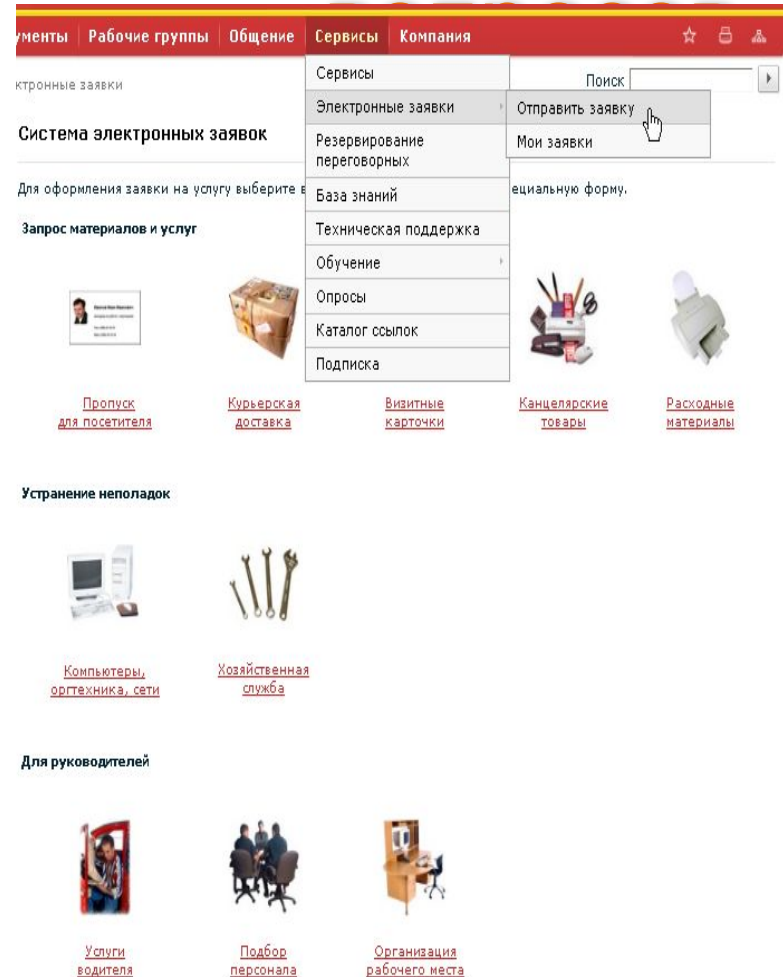 ументы Рабочие группы Общение Сервисы Компания
ктронные заявки
Поиск
Сервисы
Электронные заявки
Отправить заявку
Мои заявки
Резервирование
переговорных
База знаний
Техническая поддержка
Обучение
Опросы
Каталог ссылок
Подписка
Система электронных заявок
Для оформления заявки на услугу выберите в ециальную форму.
Запрос материалов и услуг
Пропуск
для посетителя
Курьерская
доставка
Визитные
карточки
Канцелярские
товары
Расходные
материалы
Устранение неполадок
Компьютеры,
оргтехника, сети
Хозяйственная
служба
Для руководителей
Услуги
водителя
Подбор
персонала
Организация
рабочего места